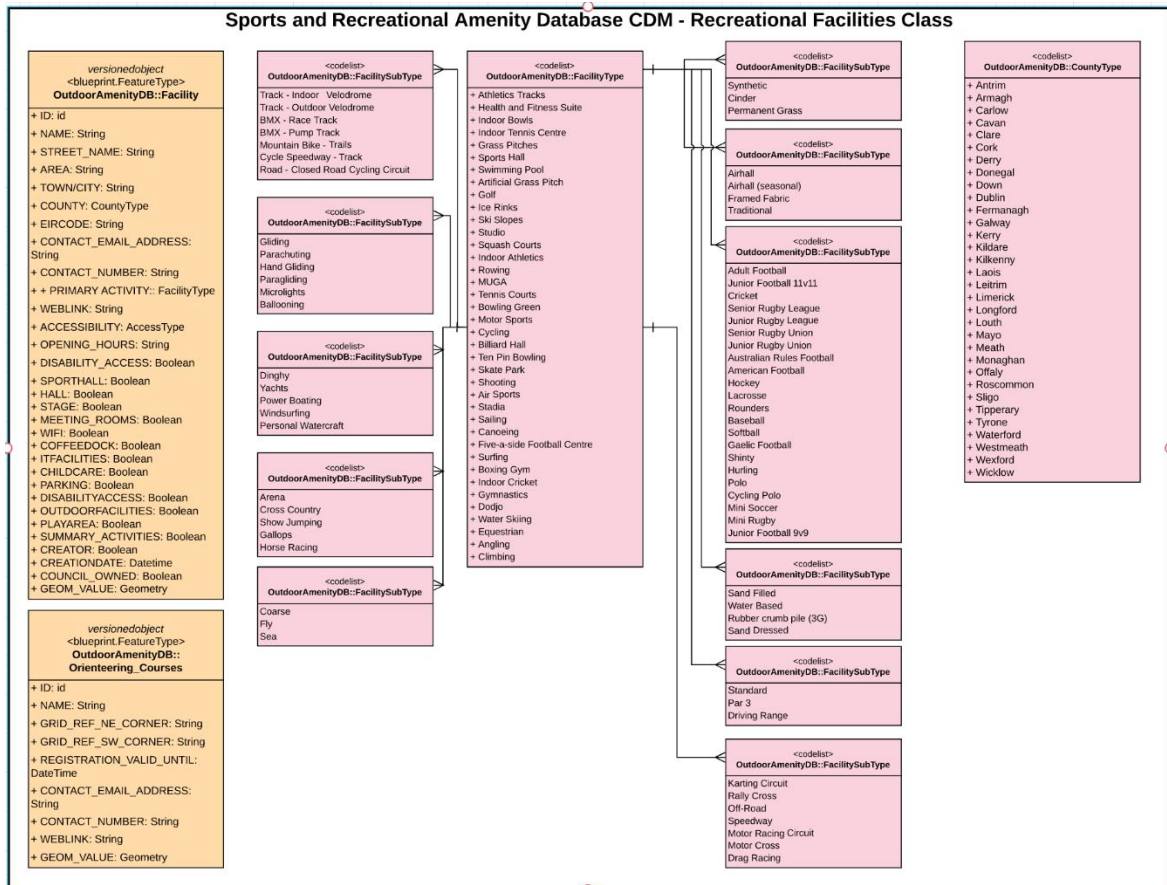 Sports and Recreational Amenity Database CDM - Recreational Facilities Class
versionedobject
<blueprint.FeatureType>
OutdoorAmenityDB::Facility
+ ID: id
+ NAME: String
+ STREET_NAME: String
+ AREA: String
+ TOWN/CITY: String
+ COUNTY: CountyType
+ EIRCODE: String
+ CONTACT_EMAIL_ADDRESS:
String
+ CONTACT_NUMBER: String
+ + PRIMARY ACTIVITY:: FacilityType
+ WEBLINK: String
+ ACCESSIBILITY: AccessType
+ OPENING_HOURS: String
+ DISABILITY_ACCESS: Boolean
+ SPORTHALL: Boolean
+ HALL: Boolean
+ STAGE: Boolean
+ MEETING_ROOMS: Boolean
+ WIFI: Boolean
+ COFFEEDOCK: Boolean
+ ITFACILITIES: Boolean
+ CHILDCARE: Boolean
+ PARKING: Boolean
+ DISABILITYACCESS: Boolean
+ OUTDOORFACILITIES: Boolean
+ PLAYAREA: Boolean
+ SUMMARY_ACTIVITIES: Boolean
+ CREATOR: Boolean
+ CREATIONDATE: Datetime
+ COUNCIL_OWNED: Boolean
+ GEOM_VALUE: Geometry
versionedobject
<blueprint.FeatureType>
OutdoorAmenityDB::
Orienteering_Courses
+ ID: id
+ NAME: String
+ GRID_REF_NE_CORNER: String
+ GRID_REF_SW_CORNER: String
+ REGISTRATION_VALID_UNTIL:
DateTime
+ CONTACT_EMAIL_ADDRESS:
String
+ CONTACT_NUMBER: String
+ WEBLINK: String
+ GEOM_VALUE: Geometry
<codelist>
OutdoorAmenityDB::FacilitySubType
Track - Indoor Velodrome
Track - Outdoor Velodrome
BMX - Race Track
BMX - Pump Track
Mountain Bike - Trails
Cycle Speedway - Track
Road - Closed Road Cycling Circuit
<codelist>
OutdoorAmenityDB::FacilitySubType
Gliding
Parachuting
Hand Gliding
Paragliding
Microlights
Ballooning
<codelist>
OutdoorAmenityDB::FacilitySubType
Dinghy
Yachts
Power Boating
Windsurfing
Personal Watercraft
<codelist>
OutdoorAmenityDB::FacilitySubType
Arena
Cross Country
Show Jumping
Gallops
Horse Racing
<codelist>
OutdoorAmenityDB::FacilitySubType
Coarse
Fly
Sea
<codelist>
OutdoorAmenityDB::FacilityType
+ Athletics Tracks
+ Health and Fitness Suite
+ Indoor Bowls
+ Indoor Tennis Centre
+ Grass Pitches
+ Sports Hall
+ Swimming Pool
+ Artificial Grass Pitch
+ Golf
+ Ice Rinks
+ Ski Slopes
+ Studio
+ Squash Courts
+ Indoor Athletics
+ Rowing
+ MUGA
+ Tennis Courts
+ Bowling Green
+ Motor Sports
+ Cycling
+ Billiard Hall
+ Ten Pin Bowling
+ Skate Park
+ Shooting
+ Air Sports
+ Stadia
+ Sailing
+ Canoeing
+ Five-a-side Football Centre
+ Surfing
+ Boxing Gym
+ Indoor Cricket
+ Gymnastics
+ Dodjo
+ Water Skiing
+ Equestrian
+ Angling
+ Climbing
<codelist>
OutdoorAmenityDB::FacilitySubType
Synthetic
Cinder
Permanent Grass
<codelist>
OutdoorAmenityDB::FacilitySubType
Airhall
Airhall (seasonal)
Framed Fabric
Traditional
<codelist>
OutdoorAmenityDB::FacilitySubType
Adult Football
Junior Football 11v11
Cricket
Senior Rugby League
Junior Rugby League
Senior Rugby Union
Junior Rugby Union
Australian Rules Football
American Football
Hockey
Lacrosse
Rounders
Baseball
Softball
Gaelic Football
Shinty
Hurling
Polo
Cycling Polo
Mini Soccer
Mini Rugby
Junior Football 9v9
<codelist>
OutdoorAmenityDB::FacilitySubType
Sand Filled
Water Based
Rubber crumb pile (3G)
Sand Dressed
<codelist>
OutdoorAmenityDB::FacilitySubType
Standard
Par 3
Driving Range
<codelist>
OutdoorAmenityDB::FacilitySubType
Karting Circuit
Rally Cross
Off-Road
Speedway
Motor Racing Circuit
Motor Cross
Drag Racing
<codelist>
OutdoorAmenityDB::CountyType
+ Antrim
+ Armagh
+ Carlow
+ Cavan
+ Clare
+ Cork
+ Derry
+ Donegal
+ Down
+ Dublin
+ Fermanagh
+ Galway
+ Kerry
+ Kildare
+ Kilkenny
+ Laois
+ Leitrim
+ Limerick
+ Longford
+ Louth
+ Mayo
+ Meath
+ Monaghan
+ Offaly
+ Roscommon
+ Sligo
+ Tipperary
+ Tyrone
+ Waterford
+ Westmeath
+ Wexford
+ Wicklow